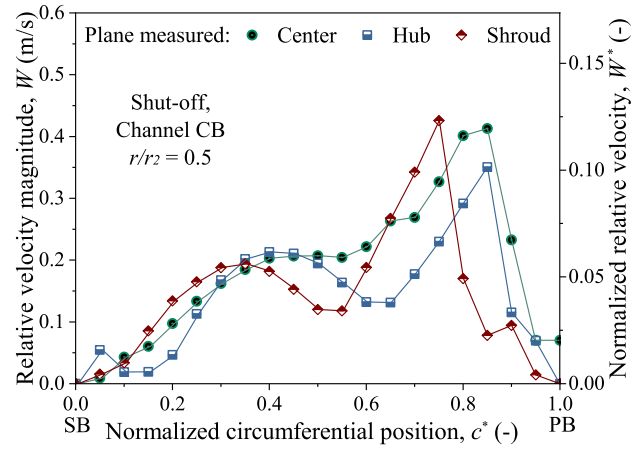 Plane measured: Center Hub Shroud
Shut-off,
Channel CB
r/r₂ = 0.5
Relative velocity magnitude, W (m/s)
0.6
0.5
0.4
0.3
0.2
0.1
0.0
Normalized relative velocity, W* (-)
0.15
0.10
0.05
0.00
0.0 0.2 0.4 0.6 0.8 1.0
SB PB
Normalized circumferential position, c* (-)